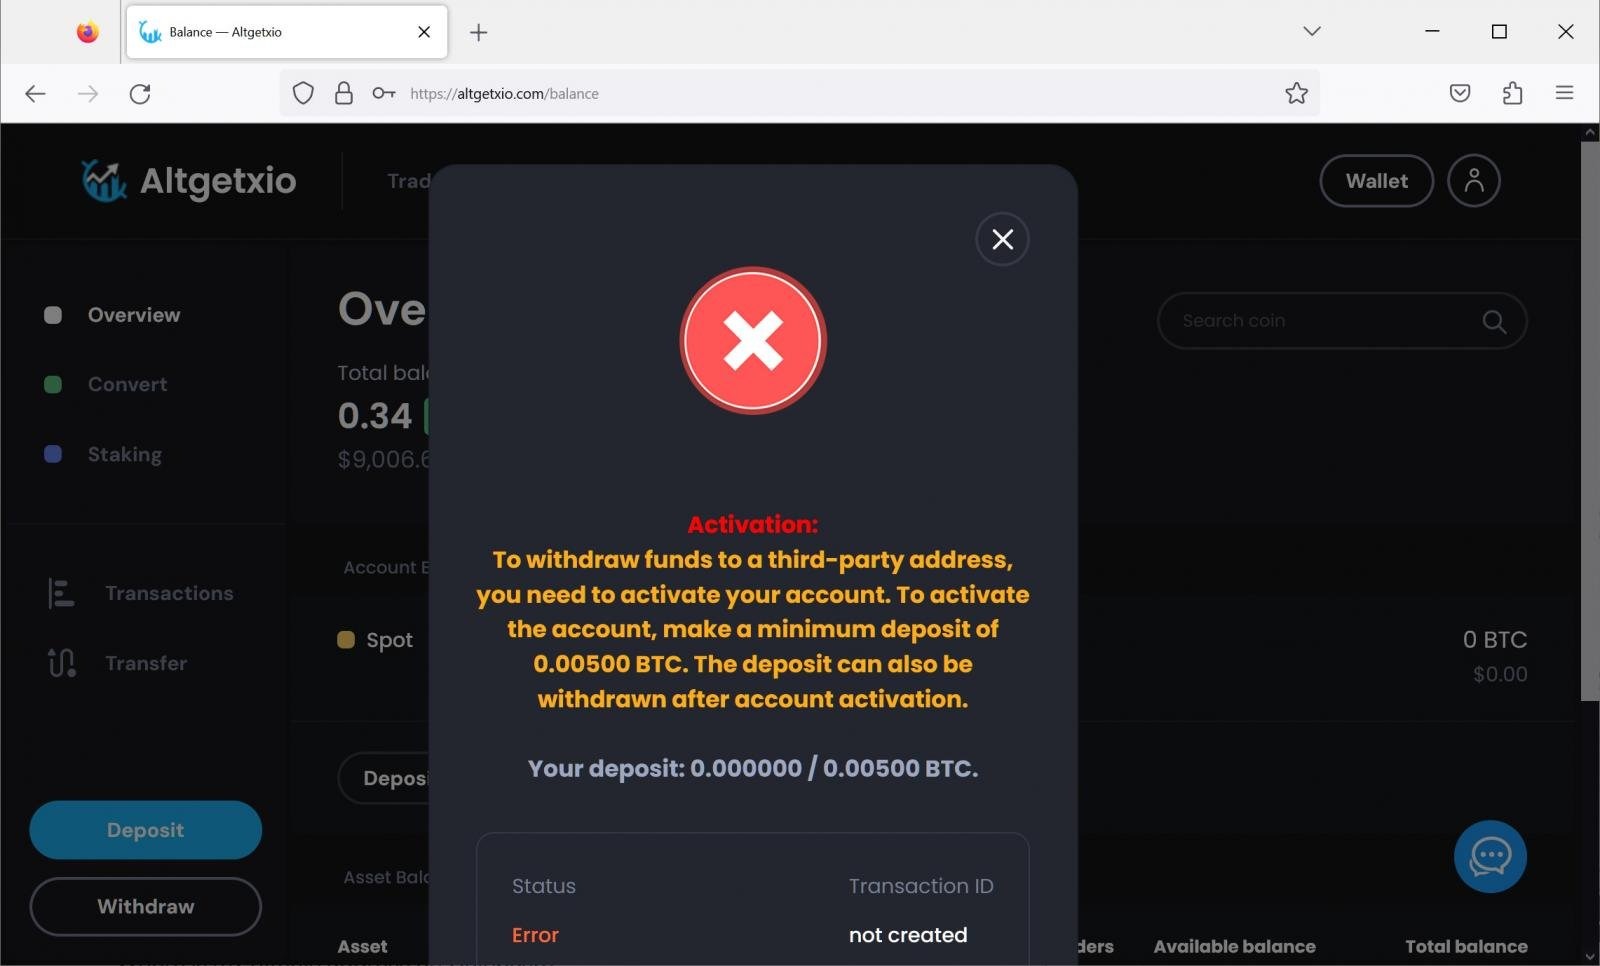 Balance — Altgetxio
https://altgetxio.com/balance
Altgetxio
Trad
Wallet
Overview
Convert
Staking
Transactions
Transfer
Deposit
Withdraw
Ove
Search coin
Total bal
0.34
$9,006.6
Account E
Spot
0 BTC
$0.00
Deposi
Asset Bala
Asset
ders
Available balance
Total balance
Activation:
To withdraw funds to a third-party address,
you need to activate your account. To activate
the account, make a minimum deposit of
0.00500 BTC. The deposit can also be
withdrawn after account activation.
Your deposit: 0.000000 / 0.00500 BTC.
Status
Transaction ID
Error
not created